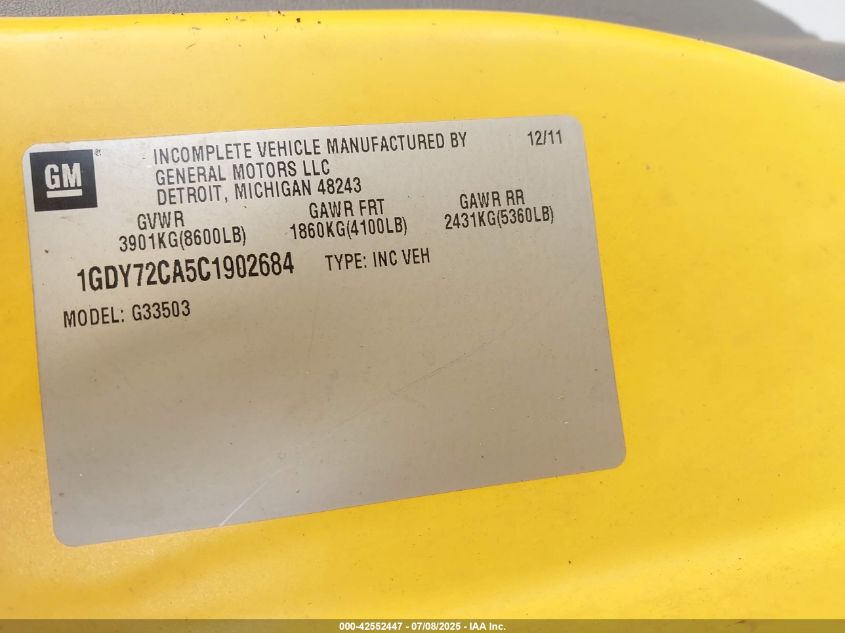 GM
INCOMPLETE VEHICLE MANUFACTURED BY 12/11
GENERAL MOTORS LLC
DETROIT, MICHIGAN 48243
GVWR GAWR FRT GAWR RR
3901KG(8600LB) 1860KG(4100LB) 2431KG(5360LB)
1GDY72CA5C1902684 TYPE: INC VEH
MODEL: G33503
000-42552447 - 07/08/2025 - IAA Inc.